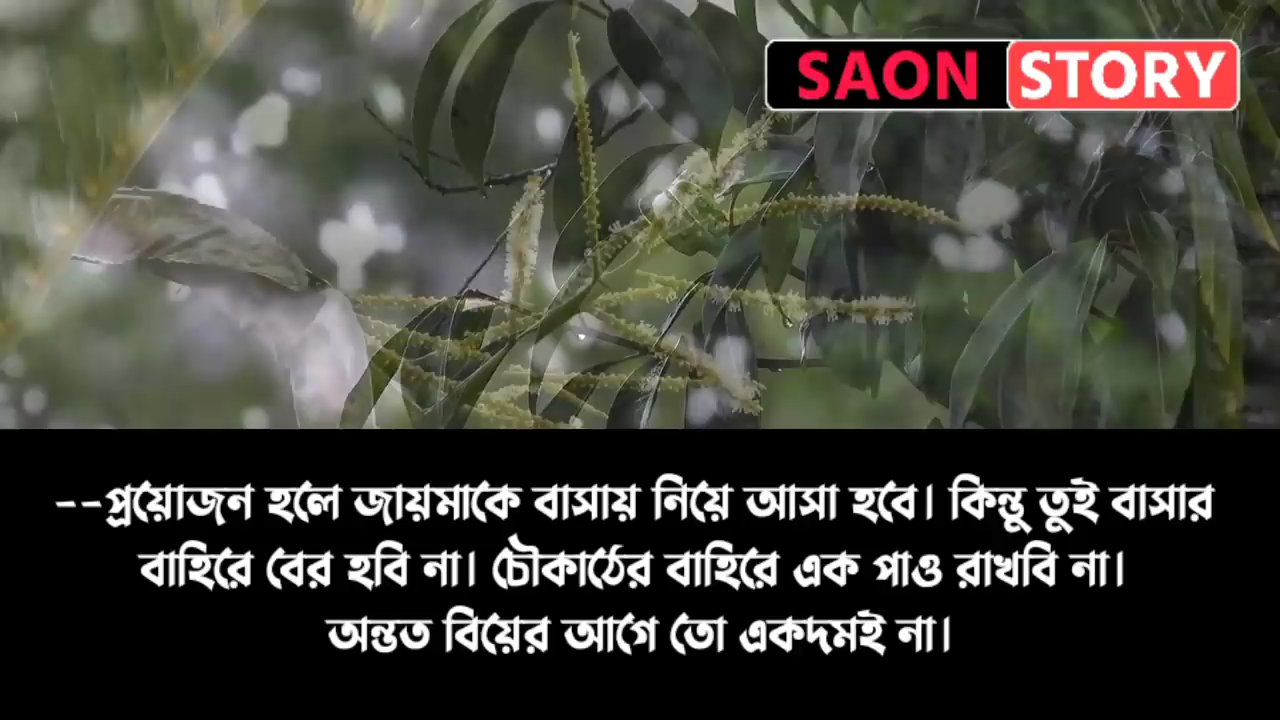 SAON STORY
--প্রয়োজন হলে জায়মাকে বাসায় নিয়ে আসা হবে। কিন্তু তুই বাসার
বাহিরে বের হবি না। চৌকাঠের বাহিরে এক পাও রাখবি না।
অন্তত বিয়ের আগে তো একদমই না।